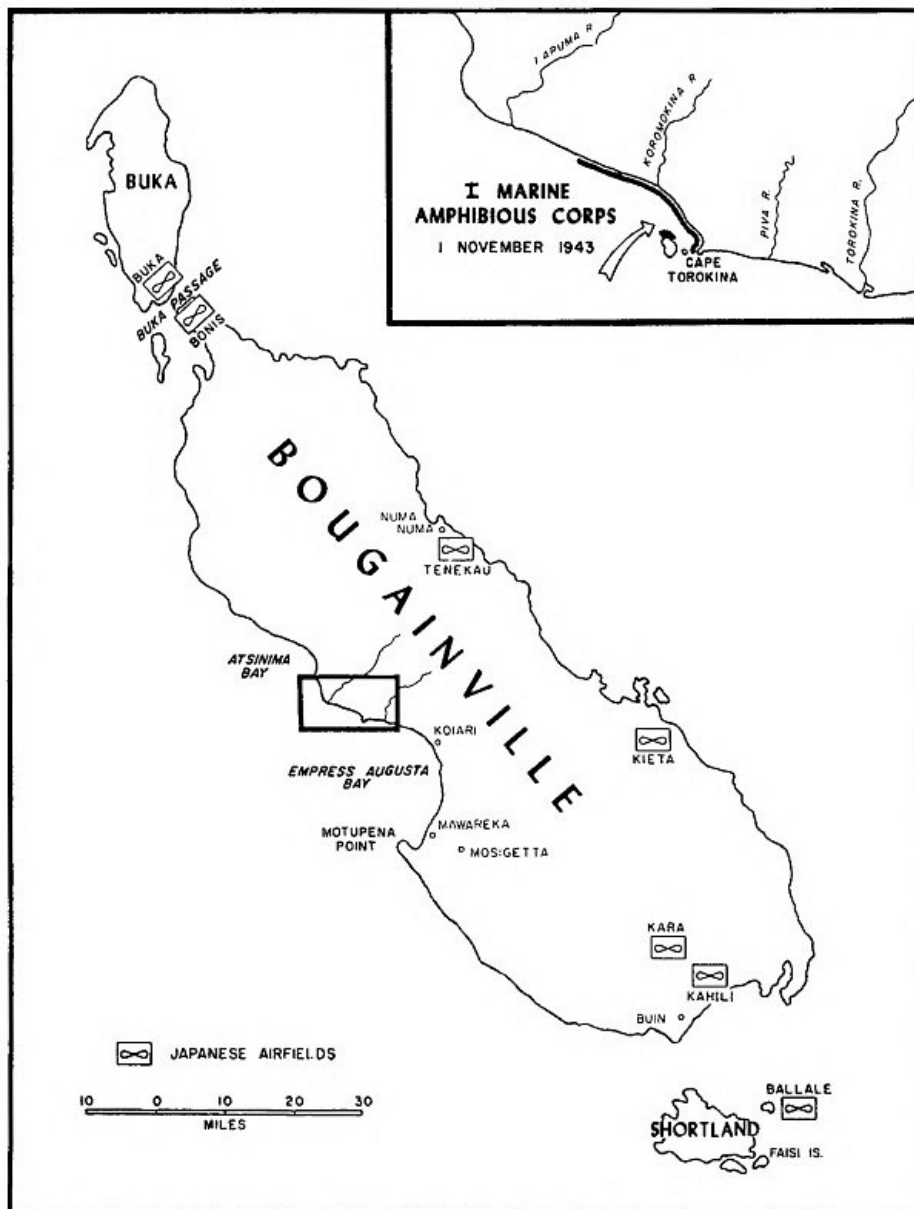 LARUMA R.
KOROMOKINA R.
PIVA R.
TOROKINA R.
I MARINE
AMPHIBIOUS CORPS
1 NOVEMBER 1943
CAPE
TOROKINA
BUKA
BUKA
BUKA PASSAGE
BONIS
BOUGAINVILLE
NUMA
NUMA
TENEKAU
ATSINIMA
BAY
KOIARI
KIETA
EMPRESS AUGUSTA
BAY
MOTUPENA
POINT
MAWAREKA
MOSIGETTA
KARA
KAHILI
BUIN
JAPANESE AIRFIELDS
10 0 10 20 30
MILES
BALLALE
SHORTLAND
FAISI IS.